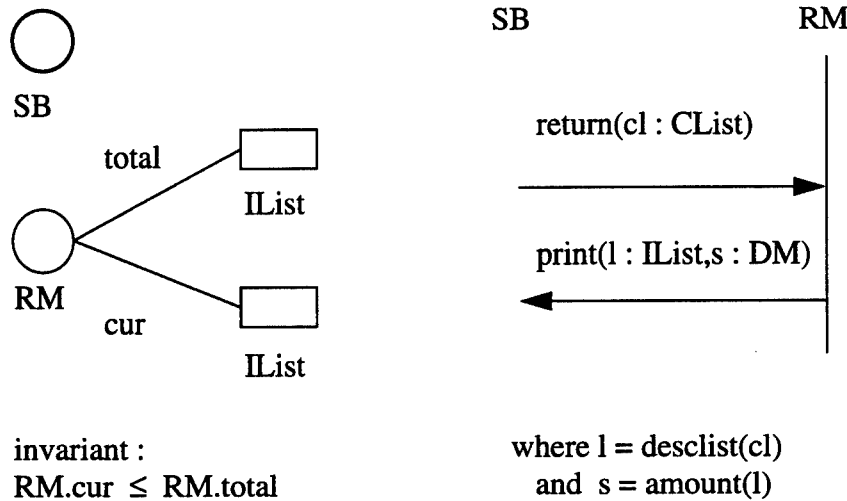 SB
total
IList
RM
cur
IList
invariant :
RM.cur ≤ RM.total
SB RM
return(cl : CList)
print(l : IList,s : DM)
where l = desclist(cl)
and s = amount(l)